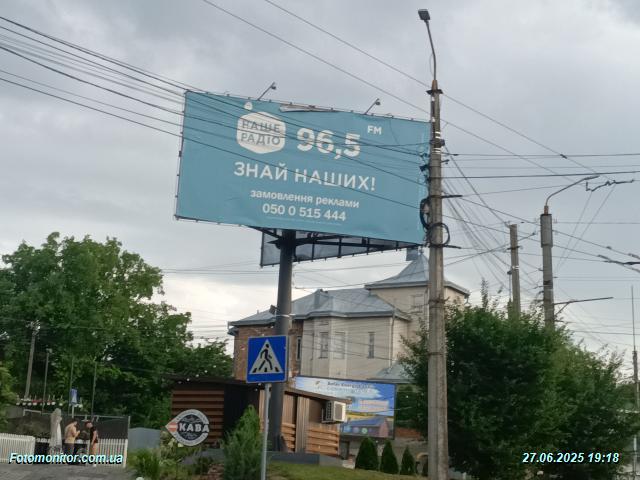 НАШЕ
РАДІО
96,5 FM
ЗНАЙ НАШИХ!
замовлення реклами
050 0 515 444
КАВА
Fotomonitor.com.ua
27.06.2025 19:18